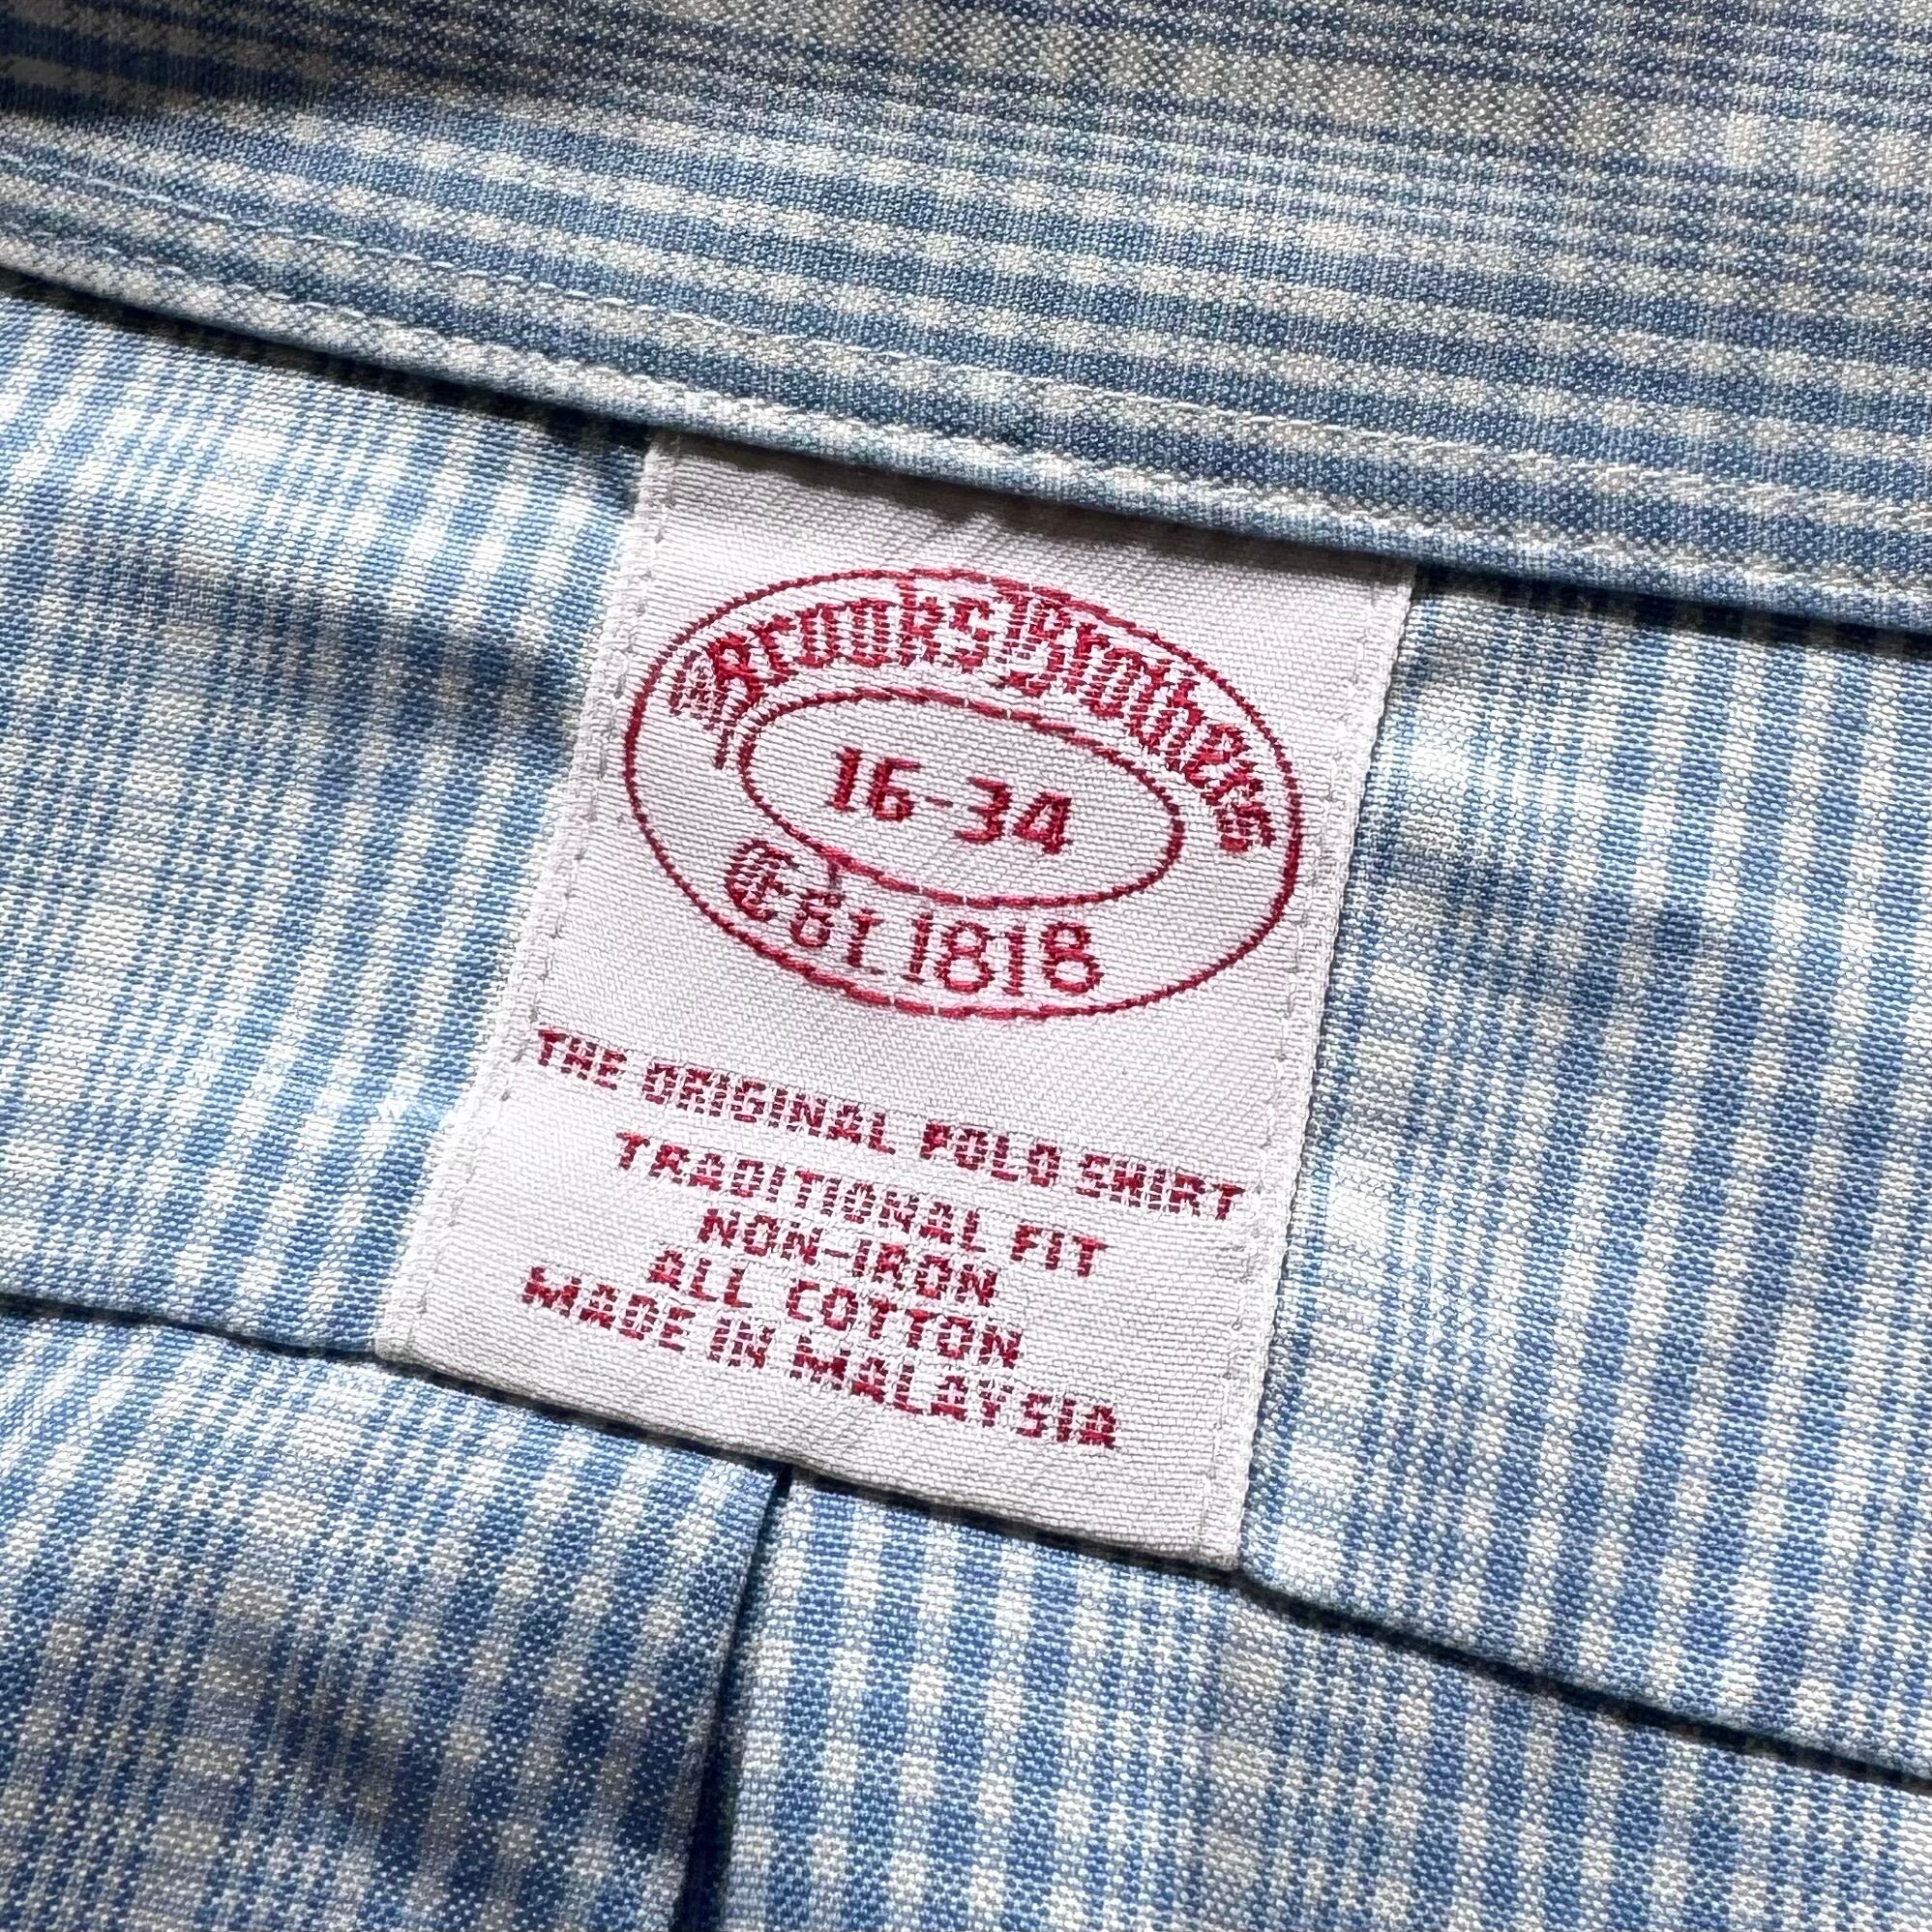 Brooks Brothers
16-34
Est. 1818
THE ORIGINAL POLO SHIRT
TRADITIONAL FIT
NON-IRON
ALL COTTON
MADE IN MALAYSIA